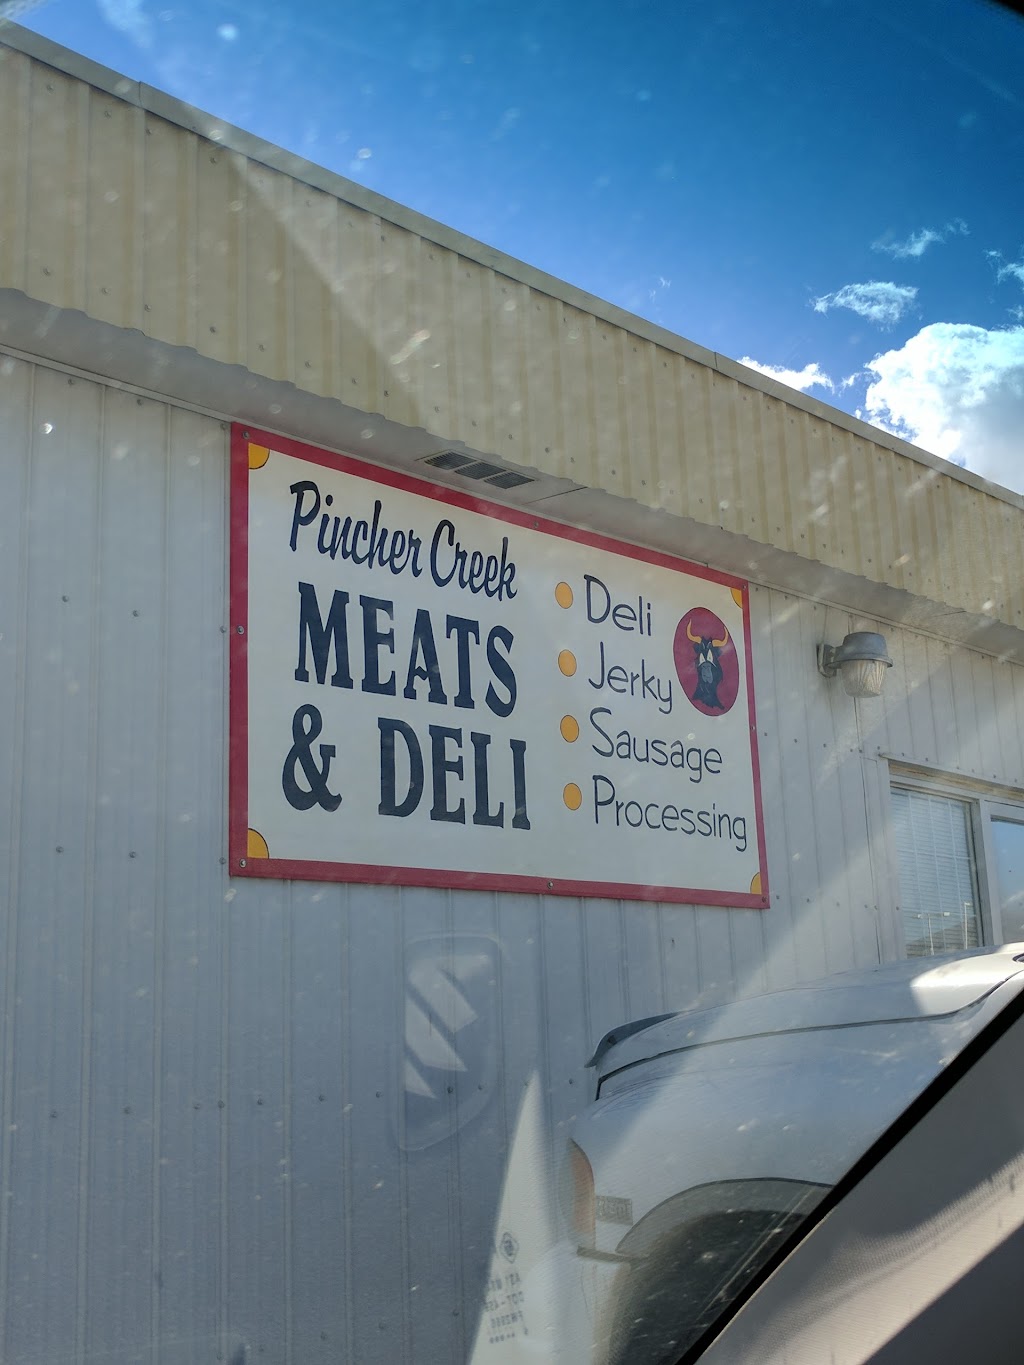 Pincher Creek
MEATS
& DELI
Deli
Jerky
Sausage
Processing